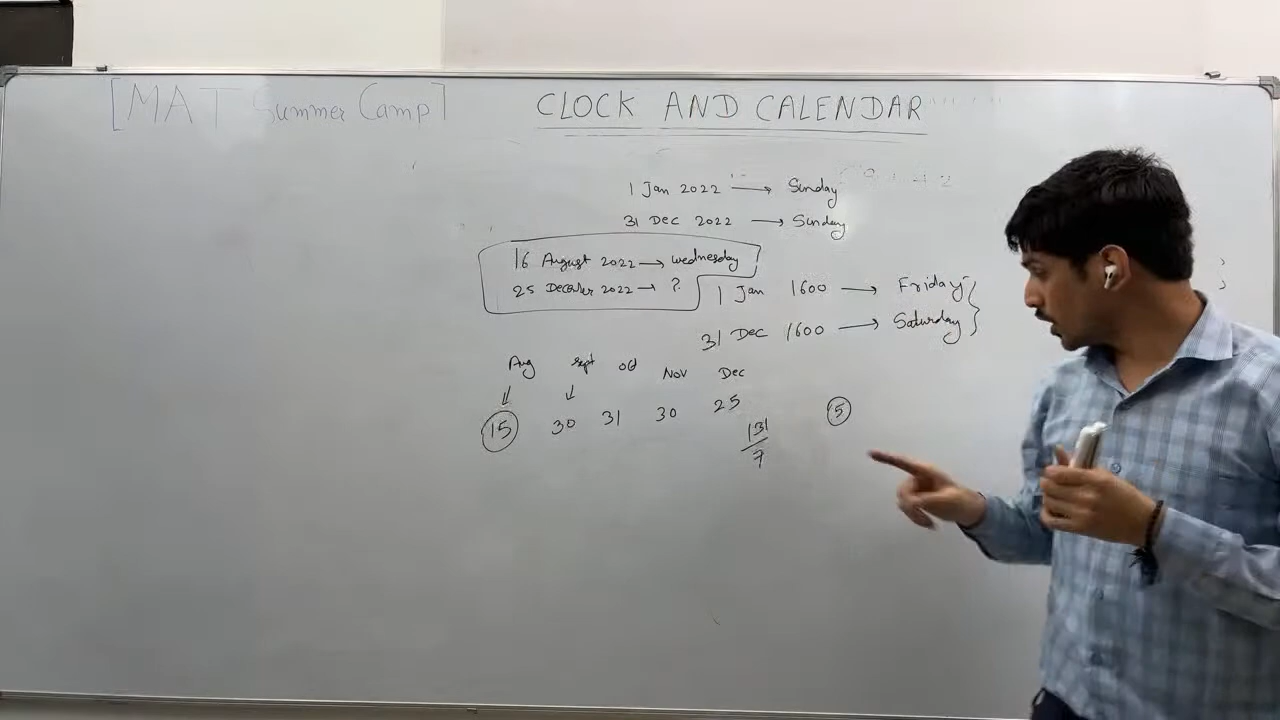 [MAT Summer Camp] CLOCK AND CALENDAR
1 Jan 2022 → Sunday
31 Dec 2022 → Sunday
16 August 2022 → wednesday
25 December 2022 → ?
1 Jan 1600 → Friday
31 Dec 1600 → Saturday
Aug sept oct Nov Dec
15 30 31 30 25
131
7
5